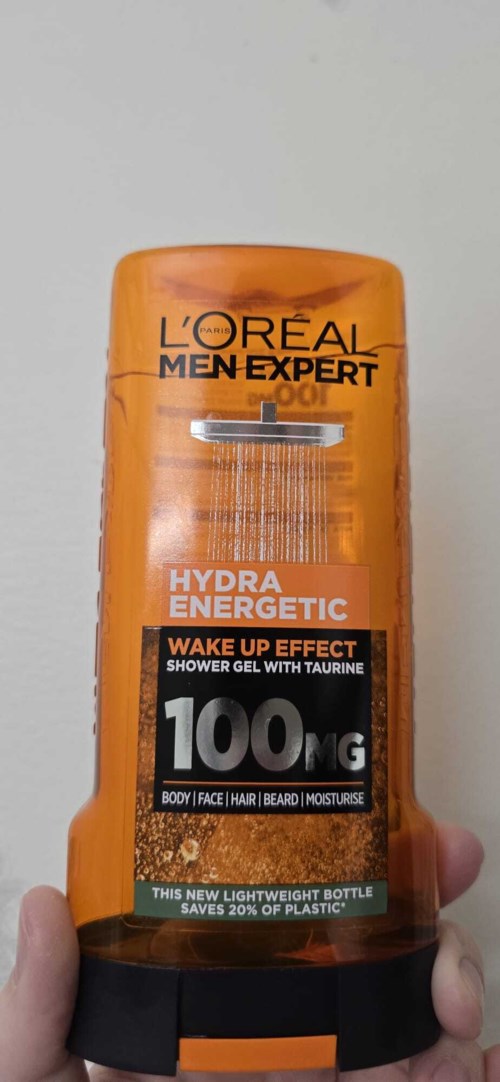 L'ORÉAL
PARIS
MEN EXPERT
HYDRA
ENERGETIC
WAKE UP EFFECT
SHOWER GEL WITH TAURINE
100MG
BODY | FACE | HAIR | BEARD | MOISTURISE
THIS NEW LIGHTWEIGHT BOTTLE
SAVES 20% OF PLASTIC*